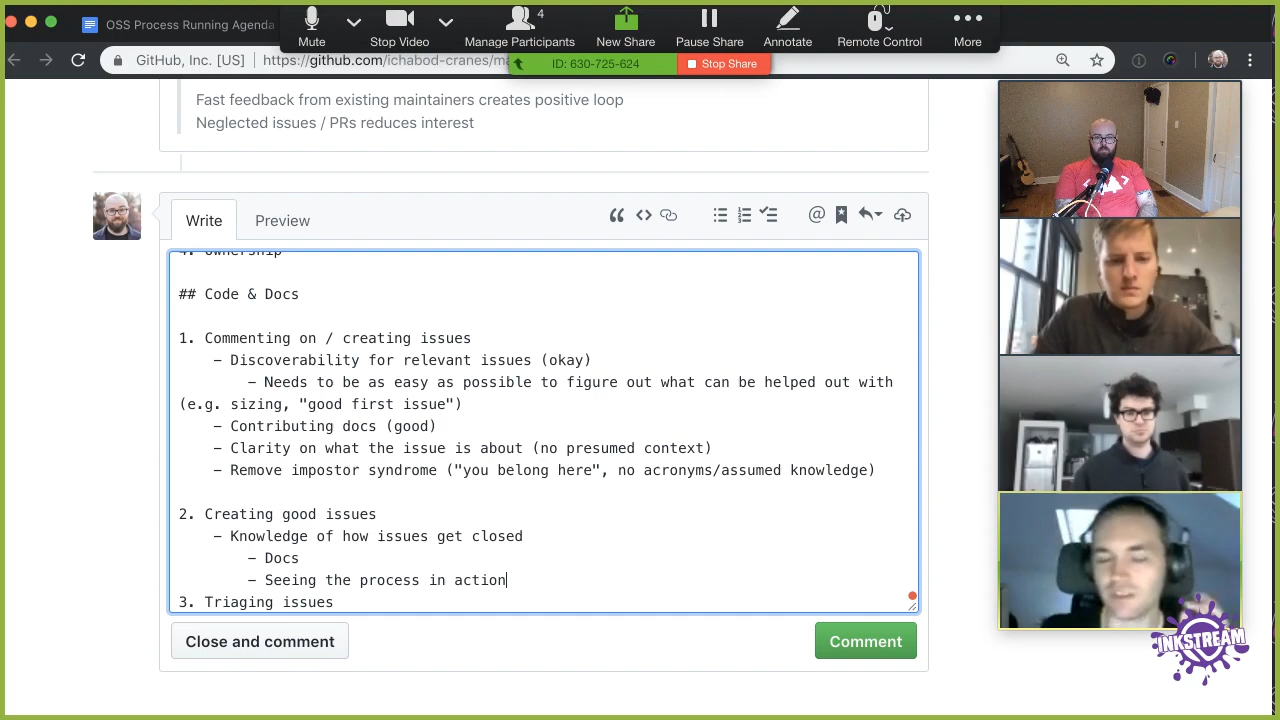 OSS Process Running Agenda
Mute
Stop Video
4
Manage Participants
New Share
Pause Share
Annotate
Remote Control
More
GitHub, Inc. [US]
https://github.com/ichabod-cranes/ma
ID: 630-725-624
Stop Share
Fast feedback from existing maintainers creates positive loop
Neglected issues / PRs reduces interest
Write
Preview
4. Ownership
## Code & Docs
1. Commenting on / creating issues
– Discoverability for relevant issues (okay)
– Needs to be as easy as possible to figure out what can be helped out with
(e.g. sizing, "good first issue")
– Contributing docs (good)
– Clarity on what the issue is about (no presumed context)
– Remove impostor syndrome ("you belong here", no acronyms/assumed knowledge)
2. Creating good issues
– Knowledge of how issues get closed
– Docs
– Seeing the process in action
3. Triaging issues
Close and comment
Comment
INKSTREAM